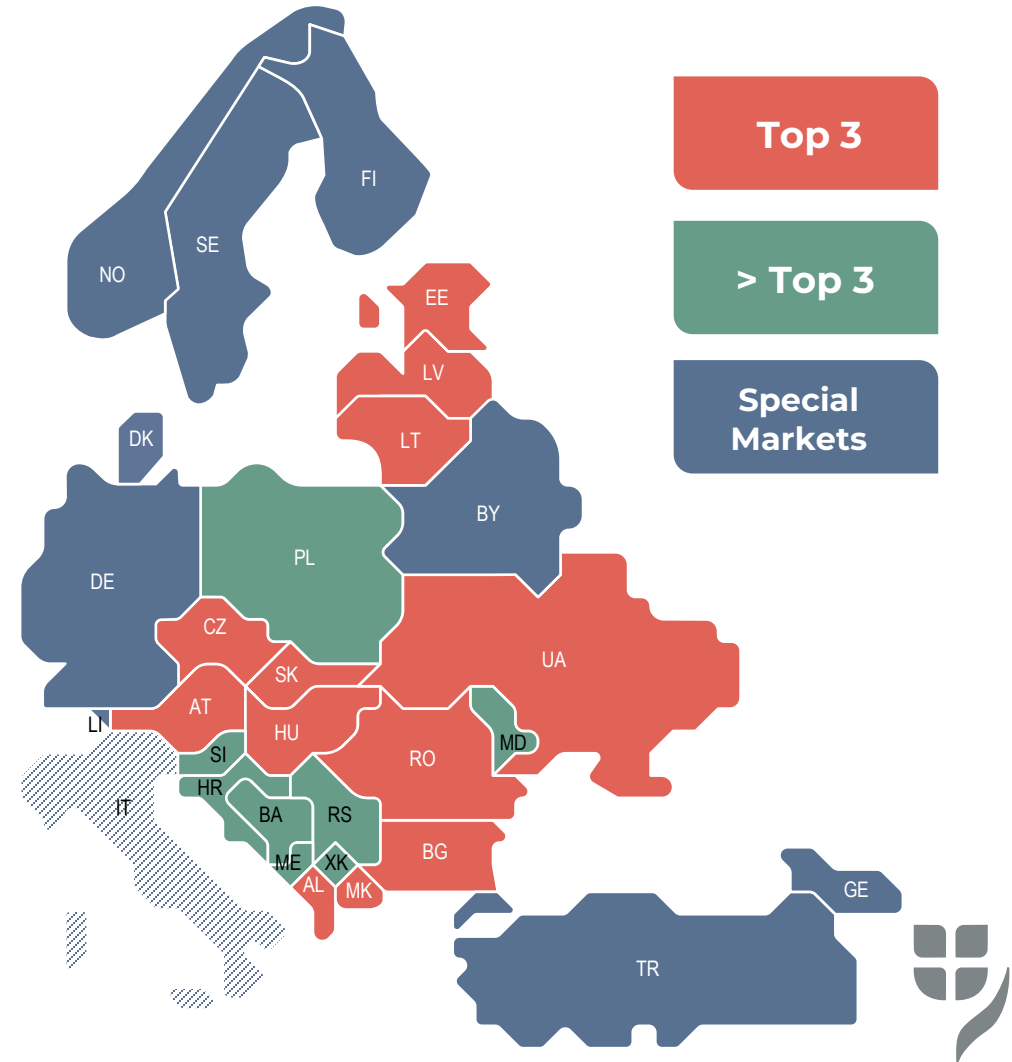 Top 3
> Top 3
Special
Markets
FI
SE
NO
EE
LV
LT
DK
BY
PL
DE
CZ
UA
SK
AT
LI
HU
MD
SI
RO
HR
IT
BA
RS
BG
ME
XK
AL
MK
GE
TR